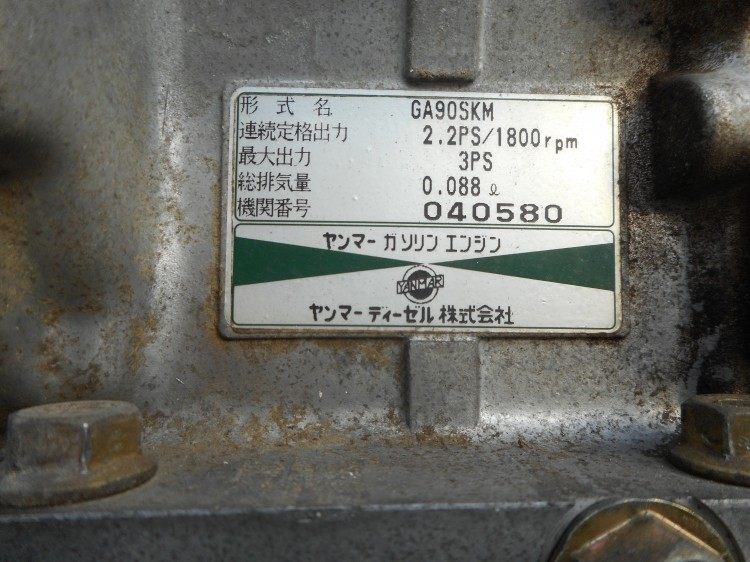 形式名 GA90SKM
連続定格出力 2.2PS/1800rpm
最大出力 3PS
総排気量 0.088ℓ
機関番号 040580
ヤンマー ガソリン エンジン
YANMAR
ヤンマー ディーゼル 株式会社